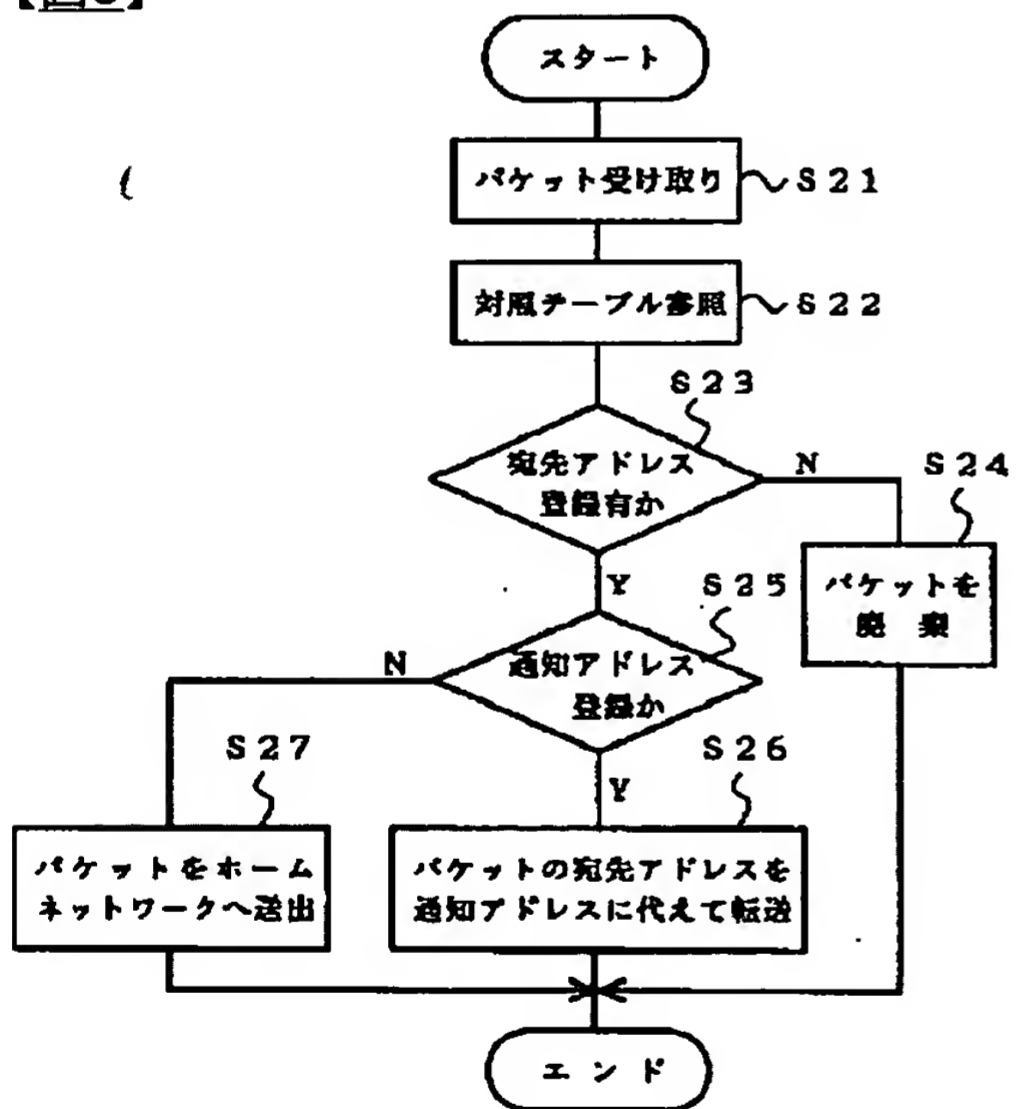 スタート
パケット受け取り
S21
対照テーブル参照
S22
S23
宛先アドレス
登録有か
N
S24
パケットを
廃 棄
Y
S25
通知アドレス
登録か
N
S27
Y
S26
パケットをホーム
ネットワークへ送出
パケットの宛先アドレスを
通知アドレスに代えて転送
エンド